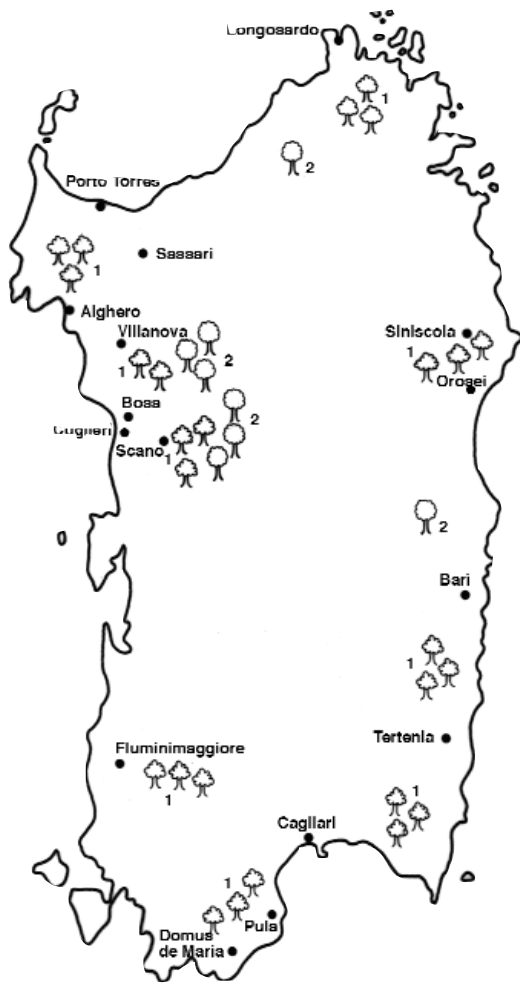 Longosardo
1
2
Porto Torres
Sassari
1
Alghero
Villanova
2
1
Siniscola
1
Orosei
Bosa
2
Cuglieri
Scano
1
2
Bari
1
Tertenia
Fluminimaggiore
1
1
Cagliari
1
Pula
Domus
de Maria